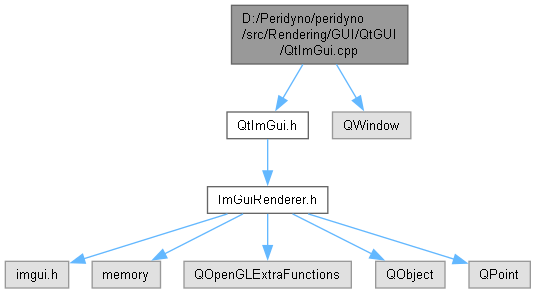 D:/Peridyno/peridyno
/src/Rendering/GUI/QtGUI
/QtImGui.cpp
QtImGui.h
QWindow
ImGuiRenderer.h
imgui.h
memory
QOpenGLExtraFunctions
QObject
QPoint